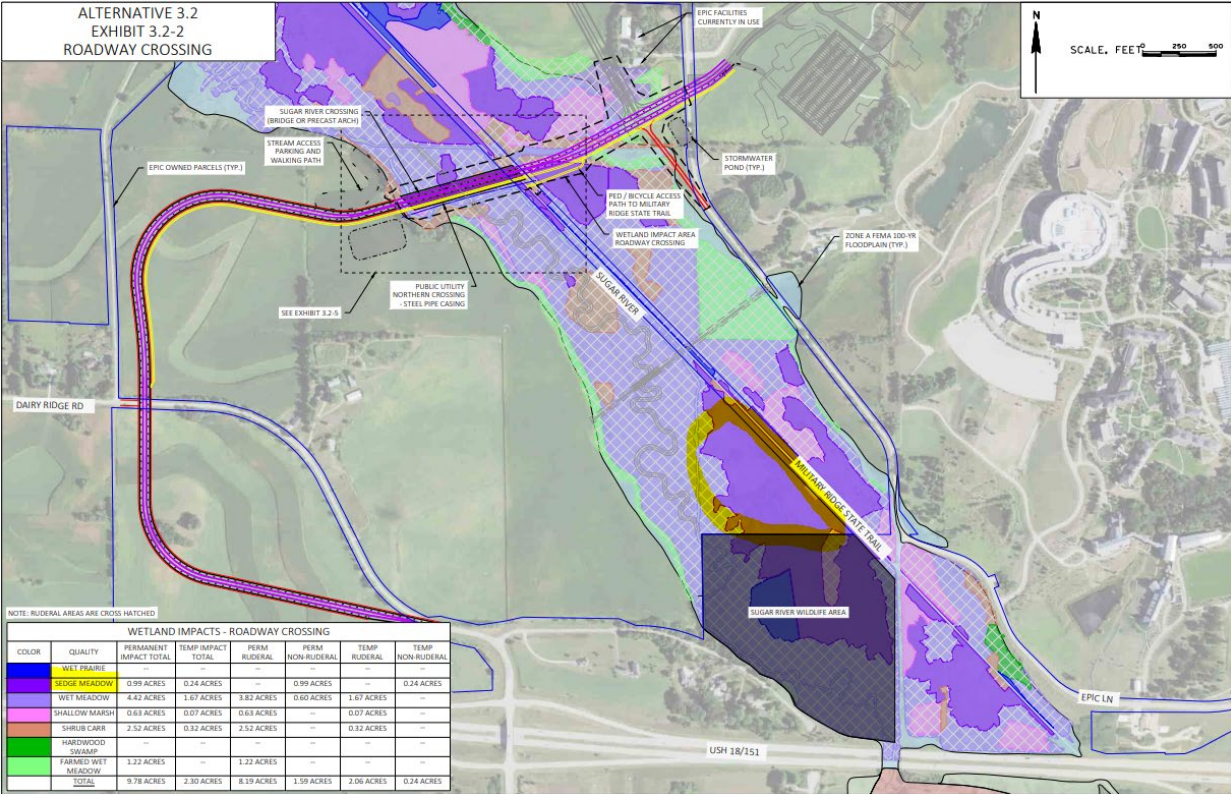 ALTERNATIVE 3.2
EXHIBIT 3.2-2
ROADWAY CROSSING
N
SCALE, FEET
0 250 500
EPIC FACILITIES
CURRENTLY IN USE
SUGAR RIVER CROSSING
(BRIDGE OR PRECAST ARCH)
STREAM ACCESS
PARKING AND
WALKING PATH
EPIC OWNED PARCELS (TYP.)
STORMWATER
POND (TYP.)
PED / BICYCLE ACCESS
PATH TO MILITARY
RIDGE STATE TRAIL
WETLAND IMPACT AREA
ROADWAY CROSSING
ZONE A FEMA 100-YR
FLOODPLAIN (TYP.)
PUBLIC UTILITY
NORTHERN CROSSING
- STEEL PIPE CASING
SEE EXHIBIT 3.2-5
SUGAR RIVER
DAIRY RIDGE RD
MILITARY RIDGE STATE TRAIL
SUGAR RIVER WILDLIFE AREA
EPIC LN
USH 18/151
NOTE: RUDERAL AREAS ARE CROSS HATCHED
WETLAND IMPACTS - ROADWAY CROSSING
COLOR QUALITY PERMANENT IMPACT TOTAL TEMP IMPACT TOTAL PERM RUDERAL PERM NON-RUDERAL TEMP RUDERAL TEMP NON-RUDERAL
WET PRAIRIE -- -- -- -- -- --
SEDGE MEADOW 0.99 ACRES 0.24 ACRES -- 0.99 ACRES -- 0.24 ACRES
WET MEADOW 4.42 ACRES 1.67 ACRES 3.82 ACRES 0.60 ACRES 1.67 ACRES --
SHALLOW MARSH 0.63 ACRES 0.07 ACRES 0.63 ACRES -- 0.07 ACRES --
SHRUB CARR 2.52 ACRES 0.32 ACRES 2.52 ACRES -- 0.32 ACRES --
HARDWOOD SWAMP -- -- -- -- -- --
FARMED WET MEADOW 1.22 ACRES -- 1.22 ACRES -- -- --
TOTAL 9.78 ACRES 2.30 ACRES 8.19 ACRES 1.59 ACRES 2.06 ACRES 0.24 ACRES